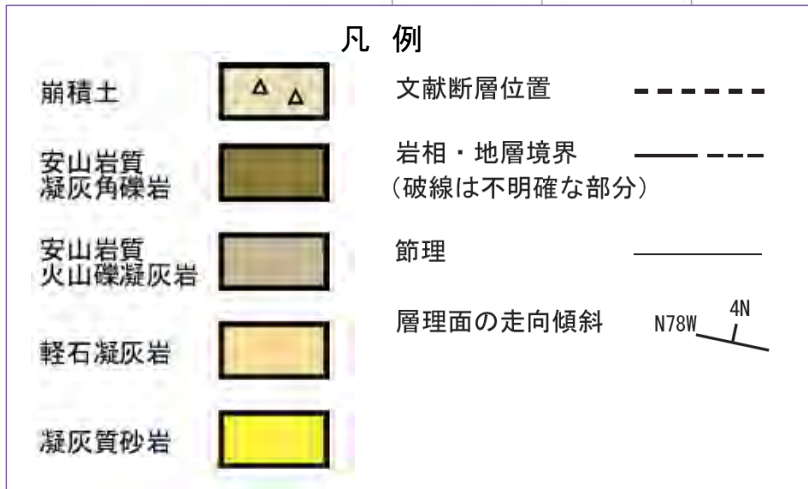 凡 例
崩積土
安山岩質
凝灰角礫岩
安山岩質
火山礫凝灰岩
軽石凝灰岩
凝灰質砂岩
文献断層位置
岩相・地層境界
(破線は不明確な部分)
節理
層理面の走向傾斜
N78W
4N